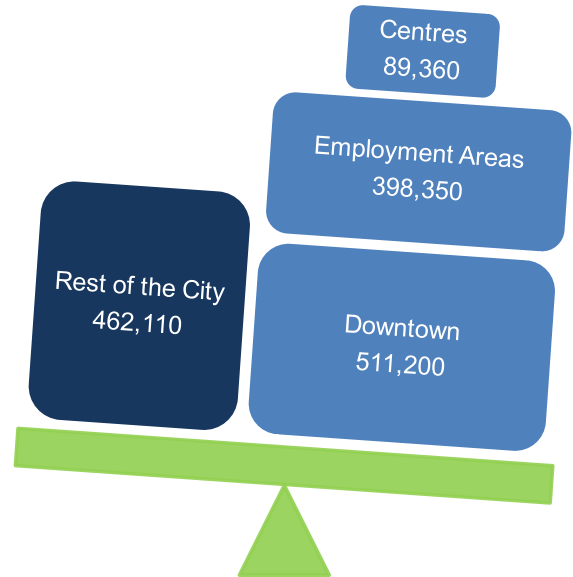 Centres
89,360
Employment Areas
398,350
Rest of the City
462,110
Downtown
511,200